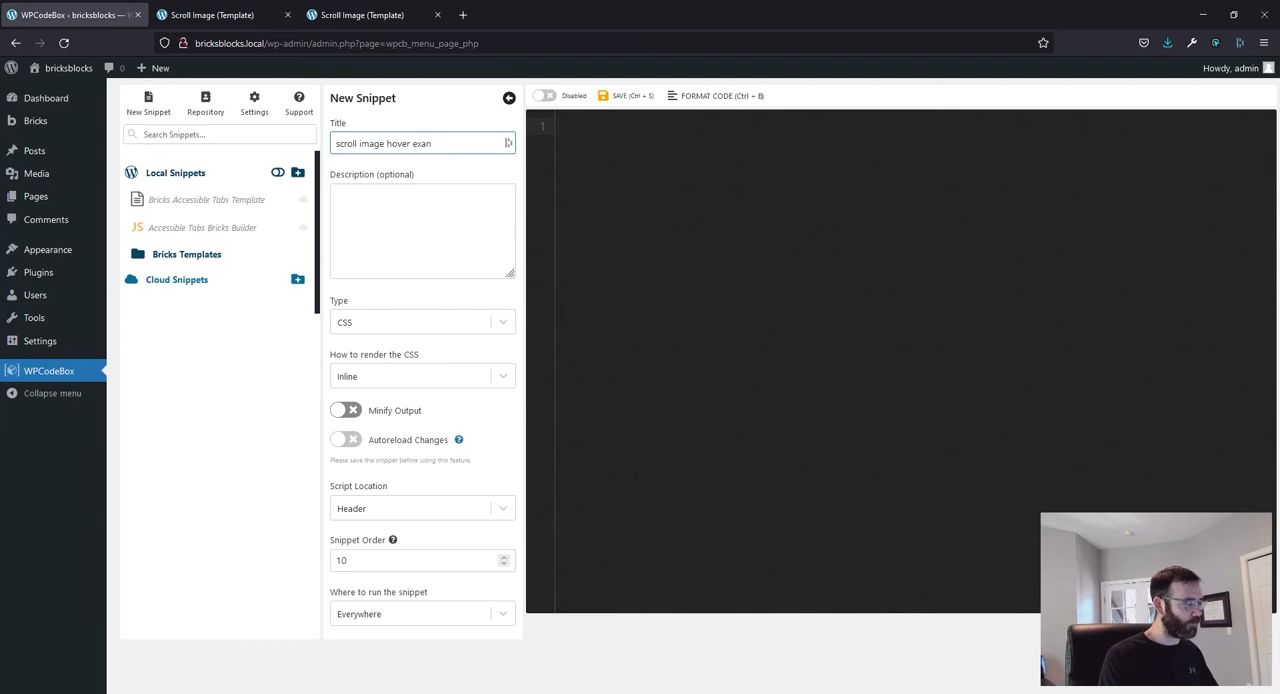 WPCodeBox ‹ bricksblocks — W
Scroll Image (Template)
Scroll Image (Template)
bricksblocks.local/wp-admin/admin.php?page=wpcb_menu_page_php
bricksblocks
0
New
Howdy, admin
Dashboard
Bricks
Posts
Media
Pages
Comments
Appearance
Plugins
Users
Tools
Settings
WPCodeBox
Collapse menu
New Snippet
Repository
Settings
Support
Search Snippets...
Local Snippets
Bricks Accessible Tabs Template
JS Accessible Tabs Bricks Builder
Bricks Templates
Cloud Snippets
New Snippet
Title
scroll image hover exan
Description (optional)
Type
CSS
How to render the CSS
Inline
Minify Output
Autoreload Changes
Please save the snippet before using this feature.
Script Location
Header
Snippet Order
10
Where to run the snippet
Everywhere
Disabled
SAVE (Ctrl + S)
FORMAT CODE (Ctrl + B)
1